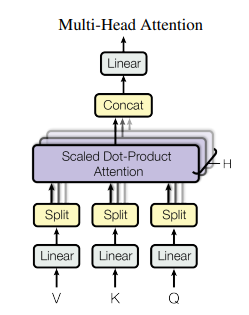 Multi-Head Attention
Linear
Concat
Scaled Dot-Product
Attention
H
Split Split Split
Linear Linear Linear
V K Q